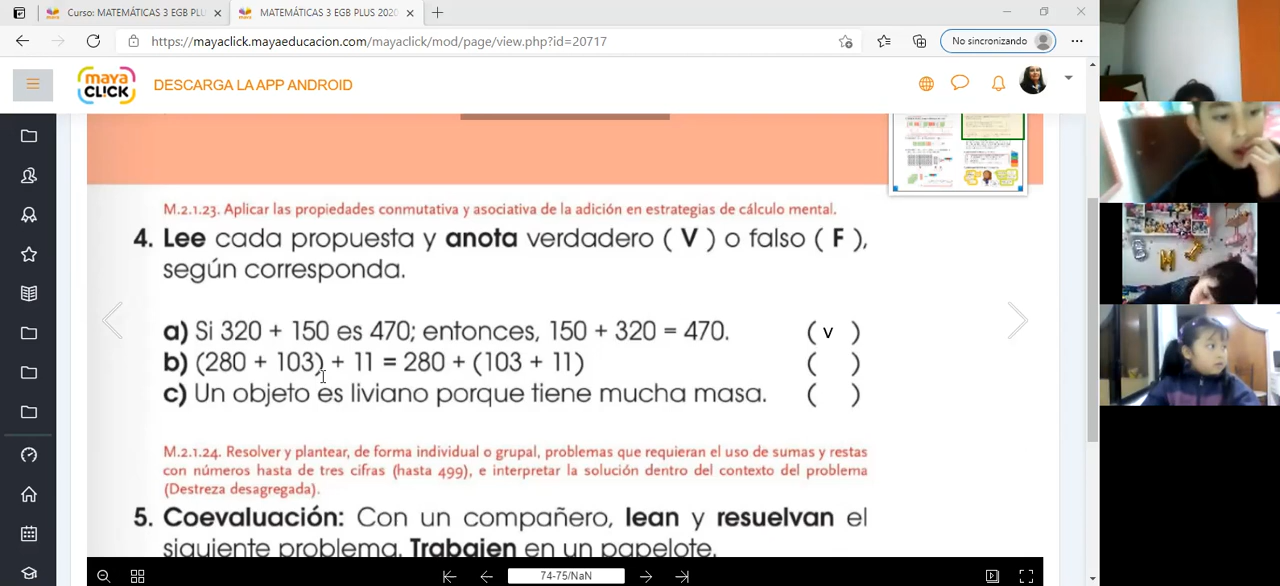 Curso: MATEMÁTICAS 3 EGB PLU
MATEMÁTICAS 3 EGB PLUS 2020
https://mayaclick.mayaeducacion.com/mayaclick/mod/page/view.php?id=20717
No sincronizando
maya CLICK
DESCARGA LA APP ANDROID
M.2.1.23. Aplicar las propiedades conmutativa y asociativa de la adición en estrategias de cálculo mental.
4. Lee cada propuesta y anota verdadero ( V ) o falso ( F ),
según corresponda.
a) Si 320 + 150 es 470; entonces, 150 + 320 = 470. ( v )
b) (280 + 103) + 11 = 280 + (103 + 11) ( )
c) Un objeto es liviano porque tiene mucha masa. ( )
M.2.1.24. Resolver y plantear, de forma individual o grupal, problemas que requieran el uso de sumas y restas
con números hasta de tres cifras (hasta 499), e interpretar la solución dentro del contexto del problema
(Destreza desagregada).
5. Coevaluación: Con un compañero, lean y resuelvan el
siguiente problema. Trabajen en un papelote.
74-75/NaN